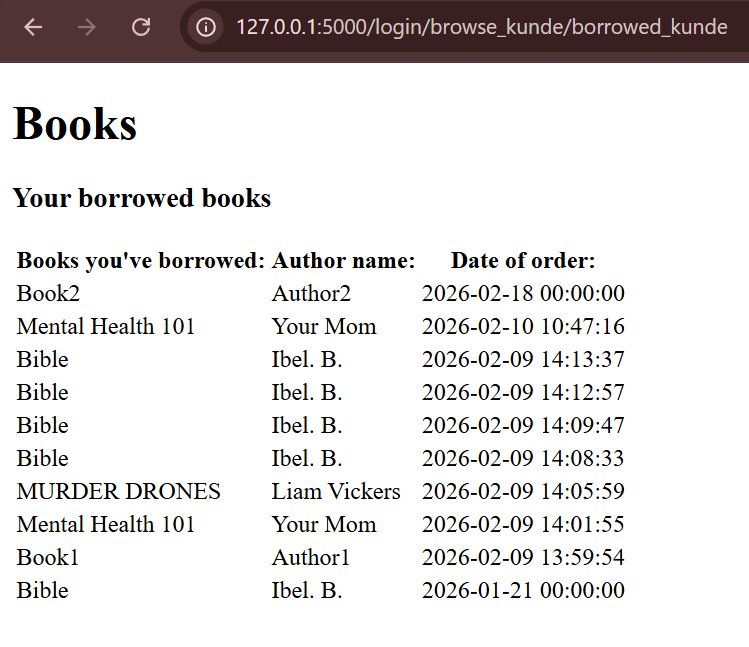 127.0.0.1:5000/login/browse_kunde/borrowed_kunde
Books
Your borrowed books
Books you've borrowed: Author name: Date of order:
Book2 Author2 2026-02-18 00:00:00
Mental Health 101 Your Mom 2026-02-10 10:47:16
Bible Ibel. B. 2026-02-09 14:13:37
Bible Ibel. B. 2026-02-09 14:12:57
Bible Ibel. B. 2026-02-09 14:09:47
Bible Ibel. B. 2026-02-09 14:08:33
MURDER DRONES Liam Vickers 2026-02-09 14:05:59
Mental Health 101 Your Mom 2026-02-09 14:01:55
Book1 Author1 2026-02-09 13:59:54
Bible Ibel. B. 2026-01-21 00:00:00